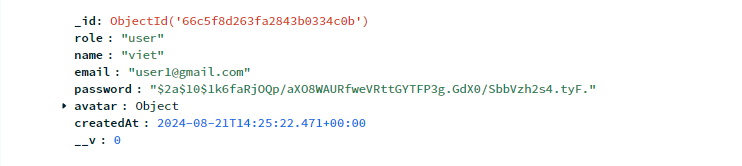 _id: ObjectId('66c5f8d263fa2843b0334c0b')
role : "user"
name : "viet"
email : "user1@gmail.com"
password : "$2a$10$1k6faRjOQp/aXO8WAURfweVRttGYTFP3g.GdX0/SbbVzh2s4.tyF."
avatar : Object
createdAt : 2024-08-21T14:25:22.471+00:00
__v : 0